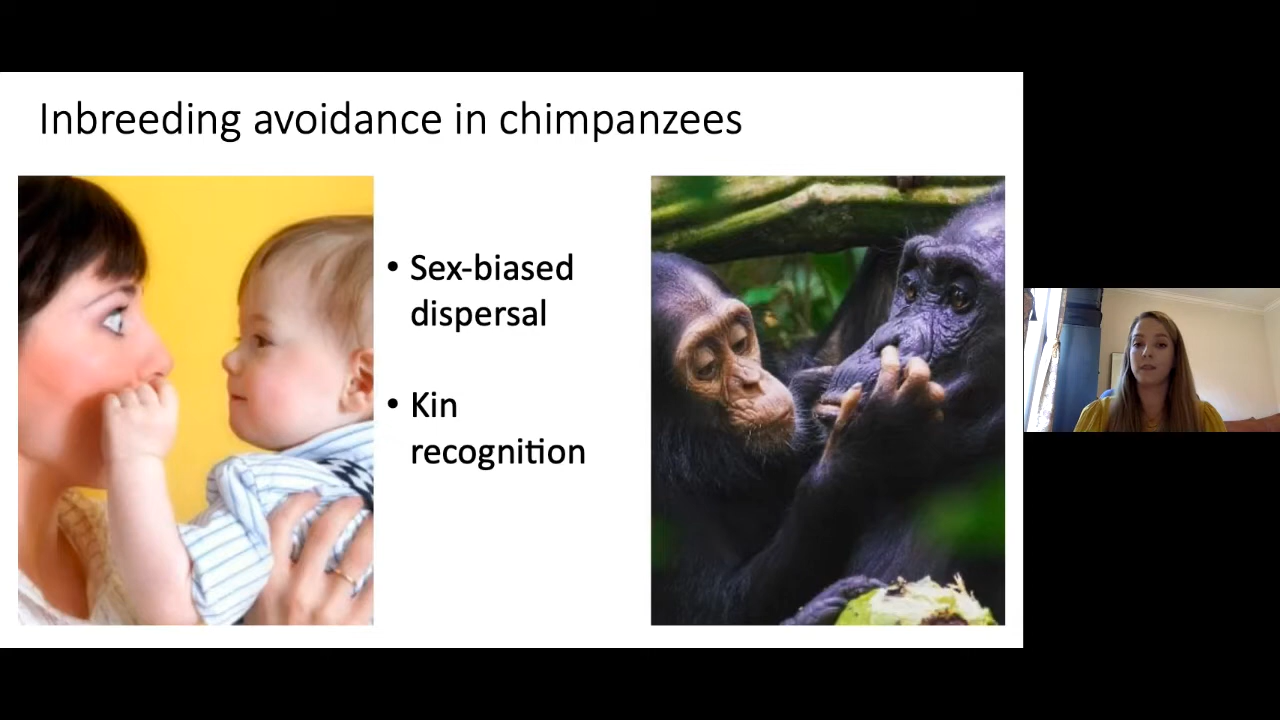 Inbreeding avoidance in chimpanzees
• Sex-biased
dispersal
• Kin
recognition